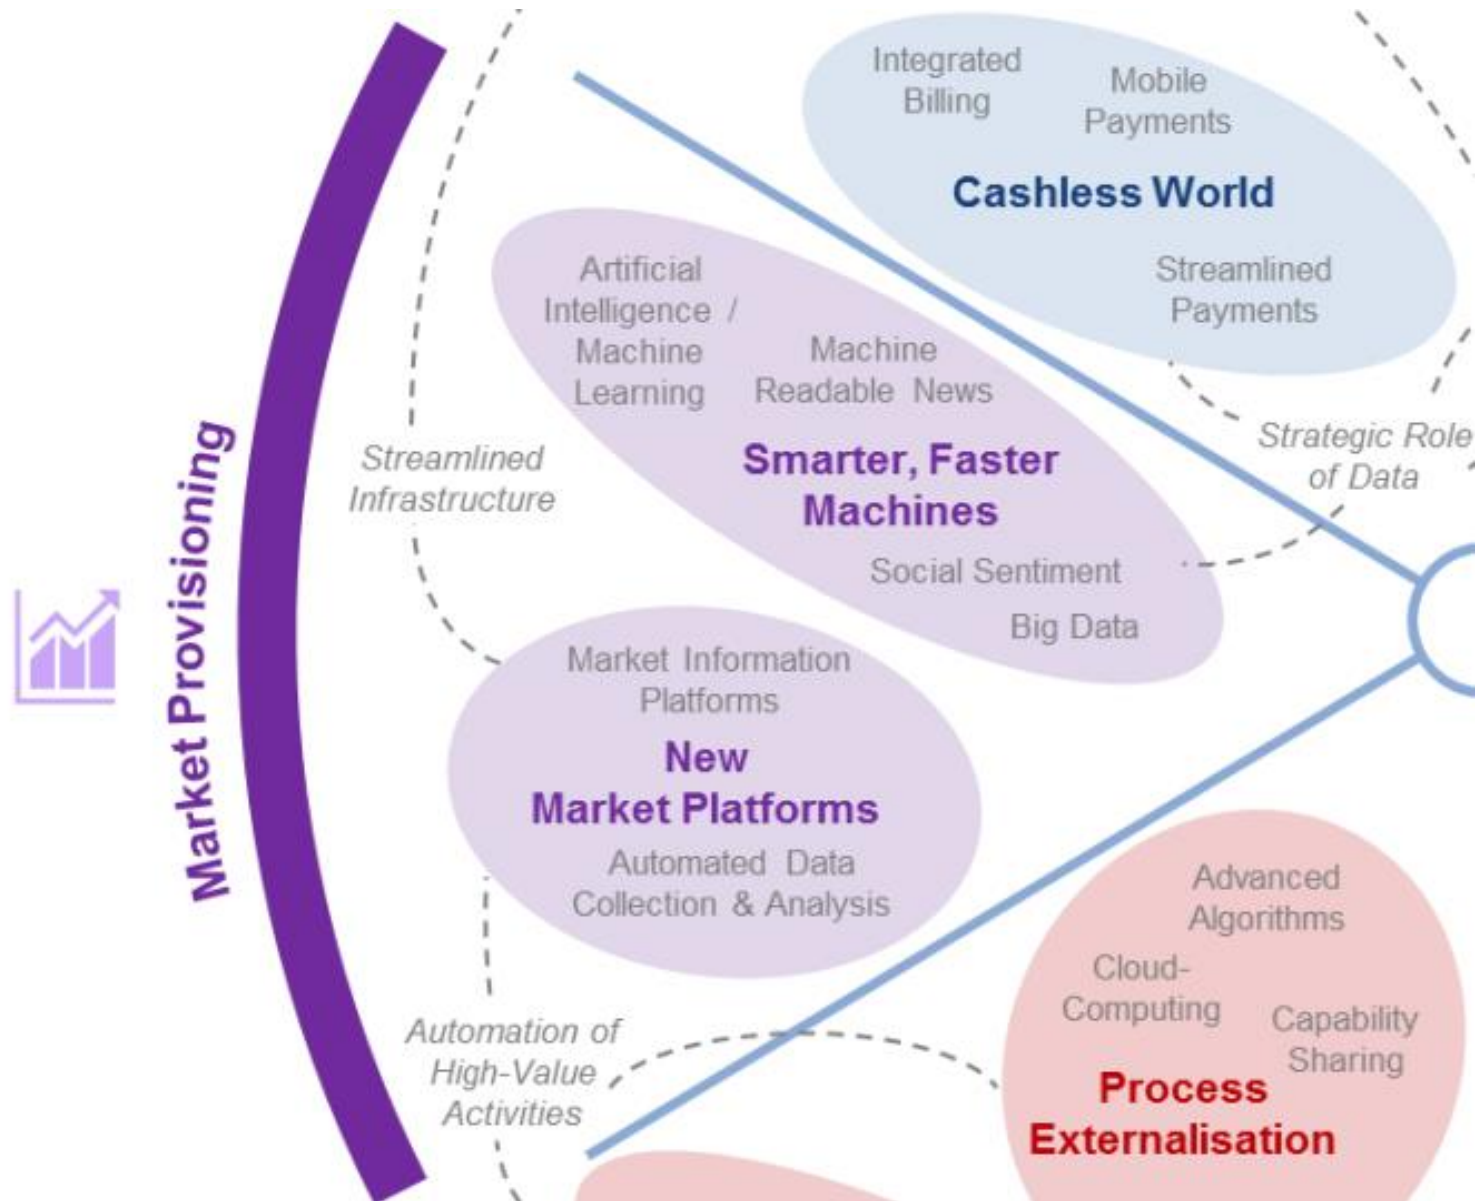 Integrated
Billing
Mobile
Payments
Cashless World
Streamlined
Payments
Artificial
Intelligence /
Machine
Learning
Machine
Readable News
Smarter, Faster
Machines
Social Sentiment
Big Data
Strategic Role
of Data
Streamlined
Infrastructure
Market Provisioning
Market Information
Platforms
New
Market Platforms
Automated Data
Collection & Analysis
Automation of
High-Value
Activities
Advanced
Algorithms
Cloud-
Computing
Capability
Sharing
Process
Externalisation